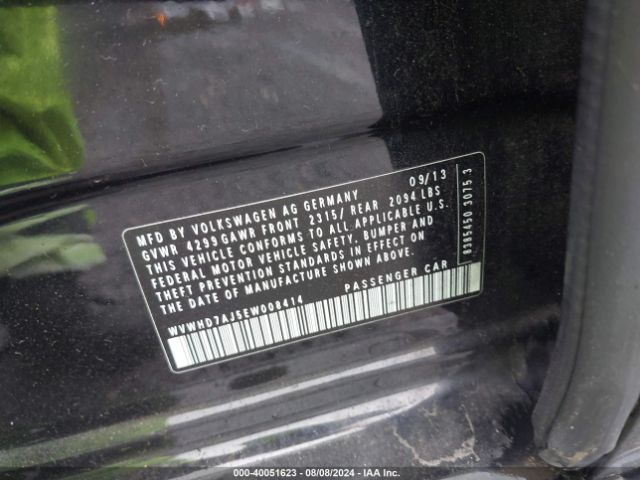 MFD BY VOLKSWAGEN AG GERMANY 09/13
GVWR 4299 GAWR FRONT 2315/ REAR 2094 LBS
THIS VEHICLE CONFORMS TO ALL APPLICABLE U.S.
FEDERAL MOTOR VEHICLE SAFETY, BUMPER AND
THEFT PREVENTION STANDARDS IN EFFECT ON
THE DATE OF MANUFACTURE SHOWN ABOVE.
WVWHD7AJ5EW008414 PASSENGER CAR
8385450 3075 3
000-40051623 - 08/08/2024 - IAA Inc.